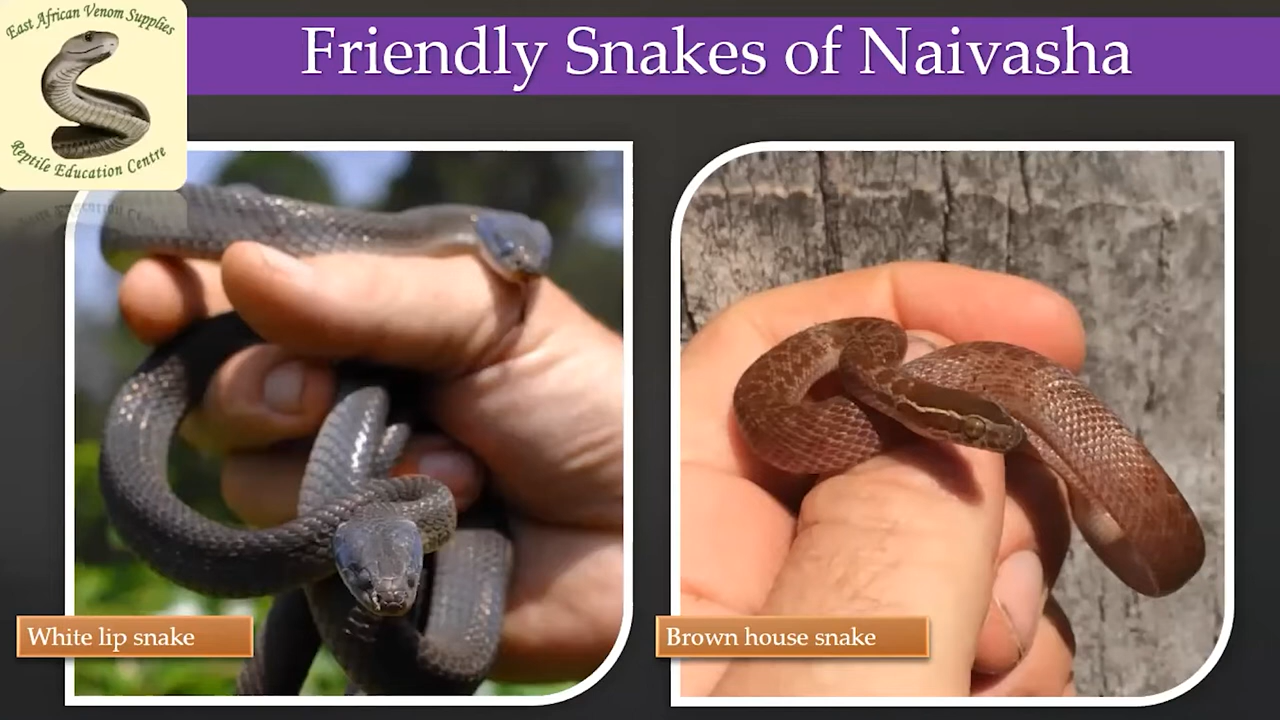 East African Venom Supplies
Reptile Education Centre
Friendly Snakes of Naivasha
White lip snake
Brown house snake